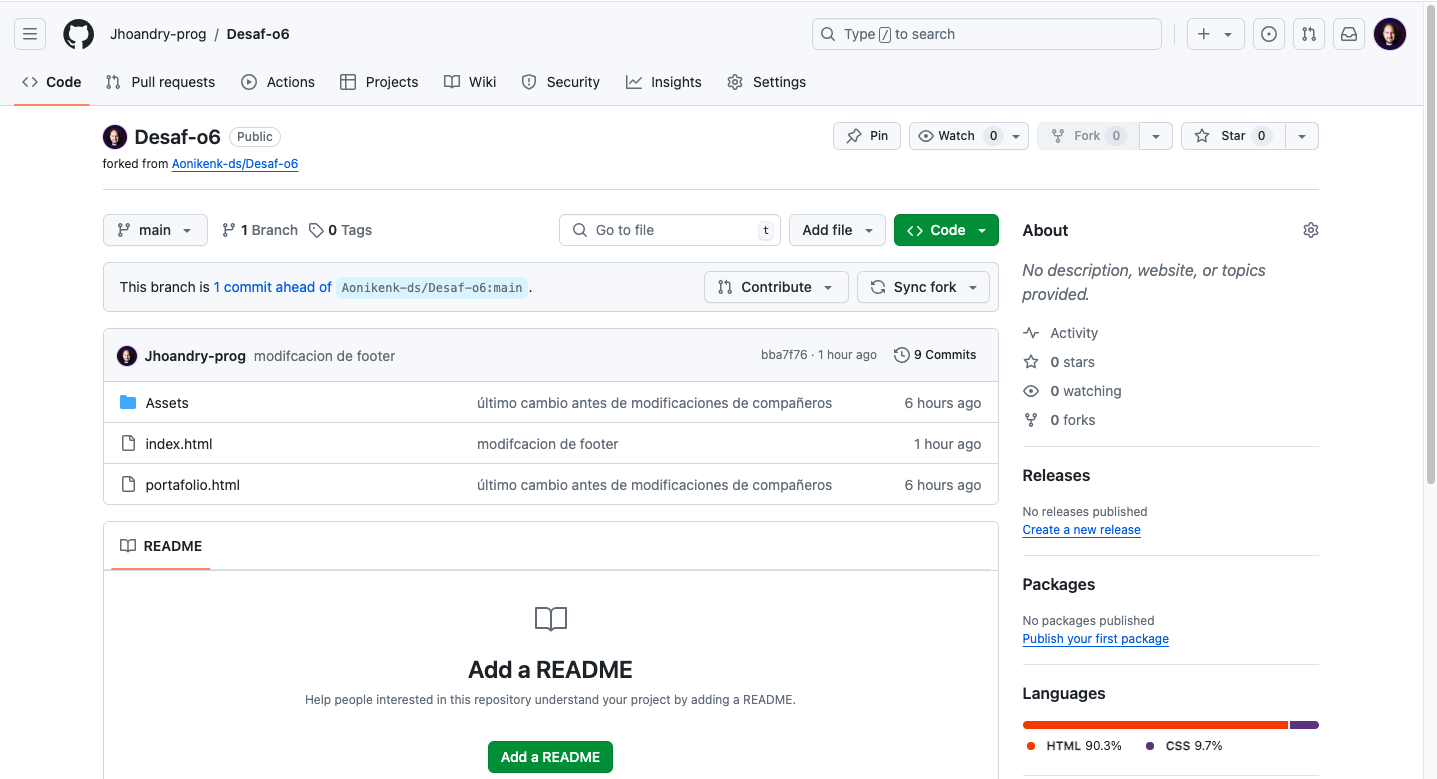 Jhoandry-prog / Desaf-o6
Type / to search
Code Pull requests Actions Projects Wiki Security Insights Settings
Desaf-o6 Public
Pin Watch 0 Fork 0 Star 0
forked from Aonikenk-ds/Desaf-o6
main 1 Branch 0 Tags Go to file t Add file Code
This branch is 1 commit ahead of Aonikenk-ds/Desaf-o6:main .
Contribute Sync fork
Jhoandry-prog modifcacion de footer bba7f76 · 1 hour ago 9 Commits
Assets último cambio antes de modificaciones de compañeros 6 hours ago
index.html modifcacion de footer 1 hour ago
portafolio.html último cambio antes de modificaciones de compañeros 6 hours ago
README
Add a README
Help people interested in this repository understand your project by adding a README.
Add a README
About
No description, website, or topics
provided.
Activity
0 stars
0 watching
0 forks
Releases
No releases published
Create a new release
Packages
No packages published
Publish your first package
Languages
HTML 90.3% CSS 9.7%